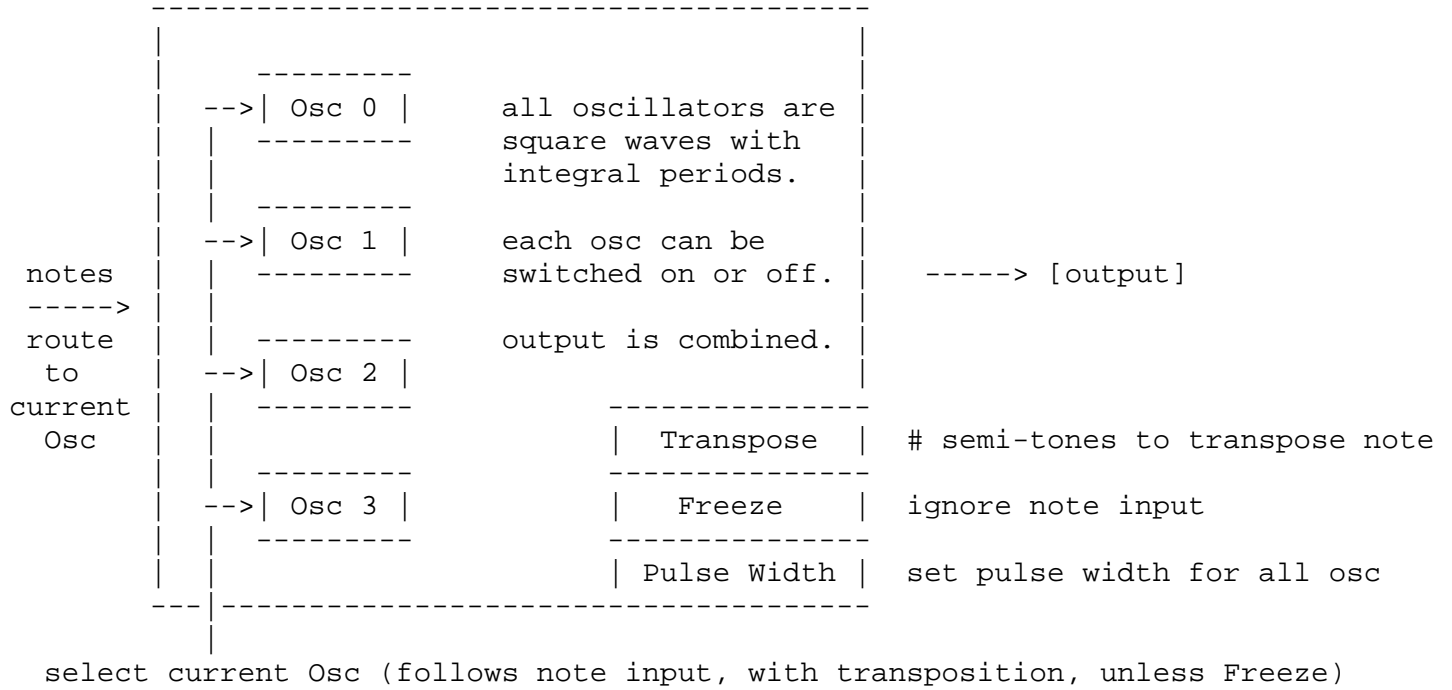 Osc 0 all oscillators are
square waves with
integral periods.
Osc 1 each osc can be
notes switched on or off. -----> [output]
----->
route output is combined.
to Osc 2
current
Osc Transpose # semi-tones to transpose note
Osc 3 Freeze ignore note input
Pulse Width set pulse width for all osc
select current Osc (follows note input, with transposition, unless Freeze)